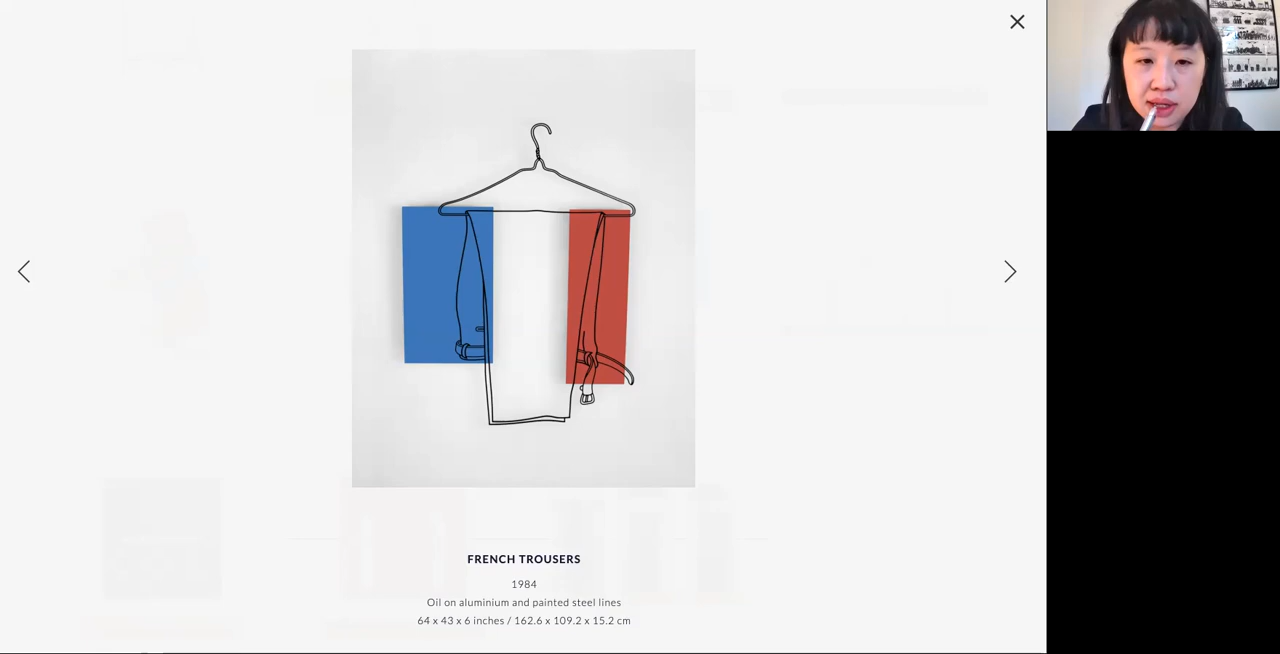 FRENCH TROUSERS
1984
Oil on aluminium and painted steel lines
64 x 43 x 6 inches / 162.6 x 109.2 x 15.2 cm